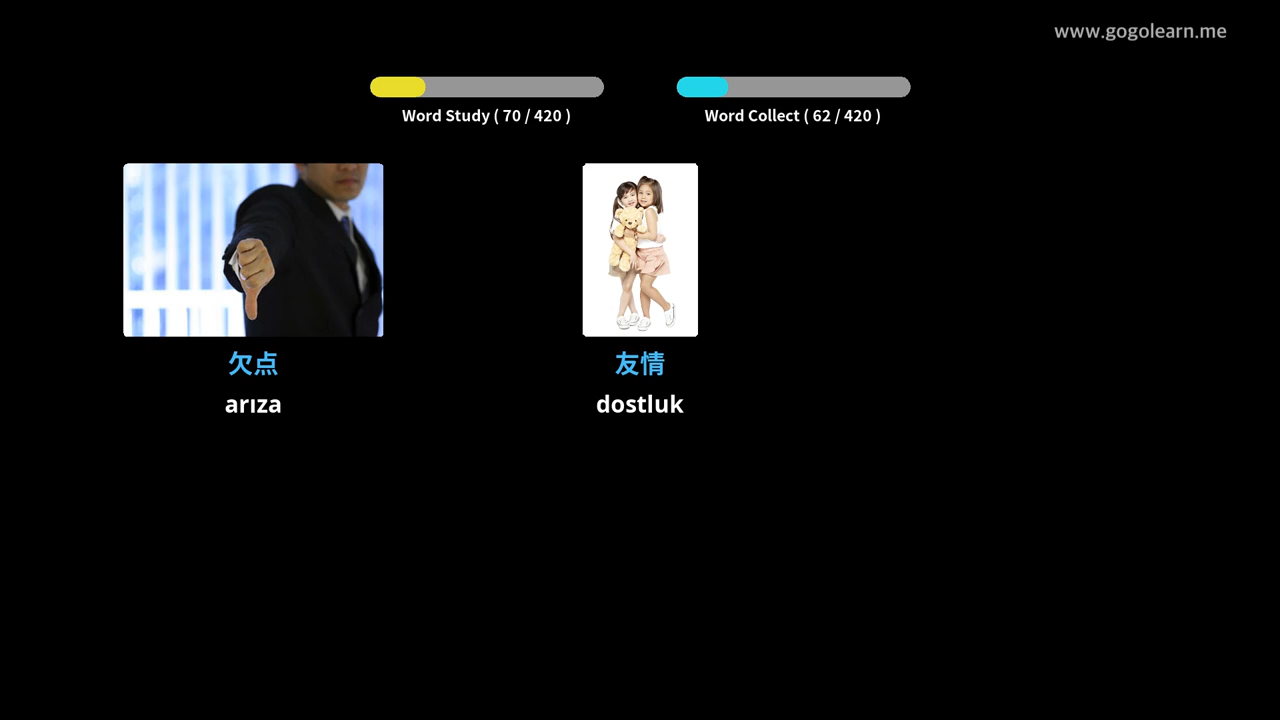 www.gogolearn.me
Word Study ( 70 / 420 )
Word Collect ( 62 / 420 )
欠点
arıza
友情
dostluk